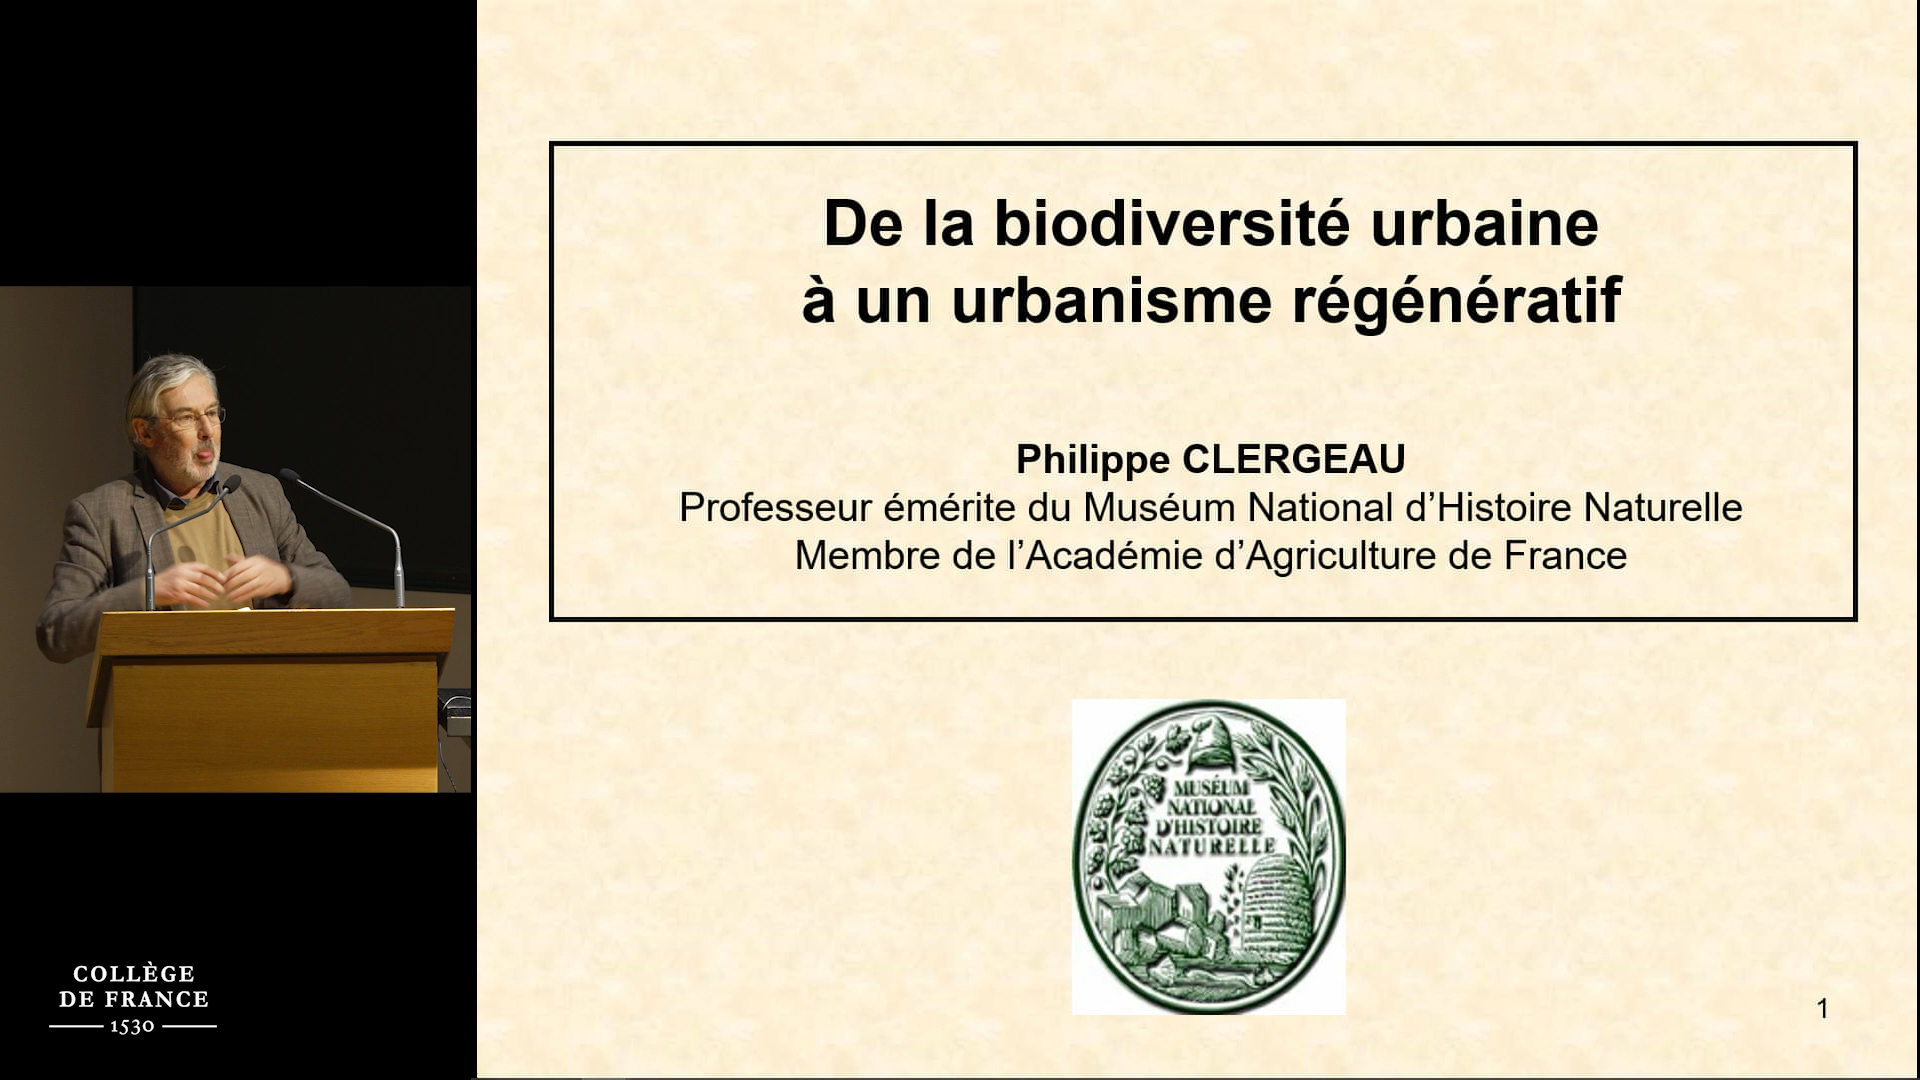 De la biodiversité urbaine
à un urbanisme régénératif
Philippe CLERGEAU
Professeur émérite du Muséum National d’Histoire Naturelle
Membre de l’Académie d’Agriculture de France
MUSÉUM
NATIONAL
D'HISTOIRE
NATURELLE
1
COLLÈGE
DE FRANCE
1530